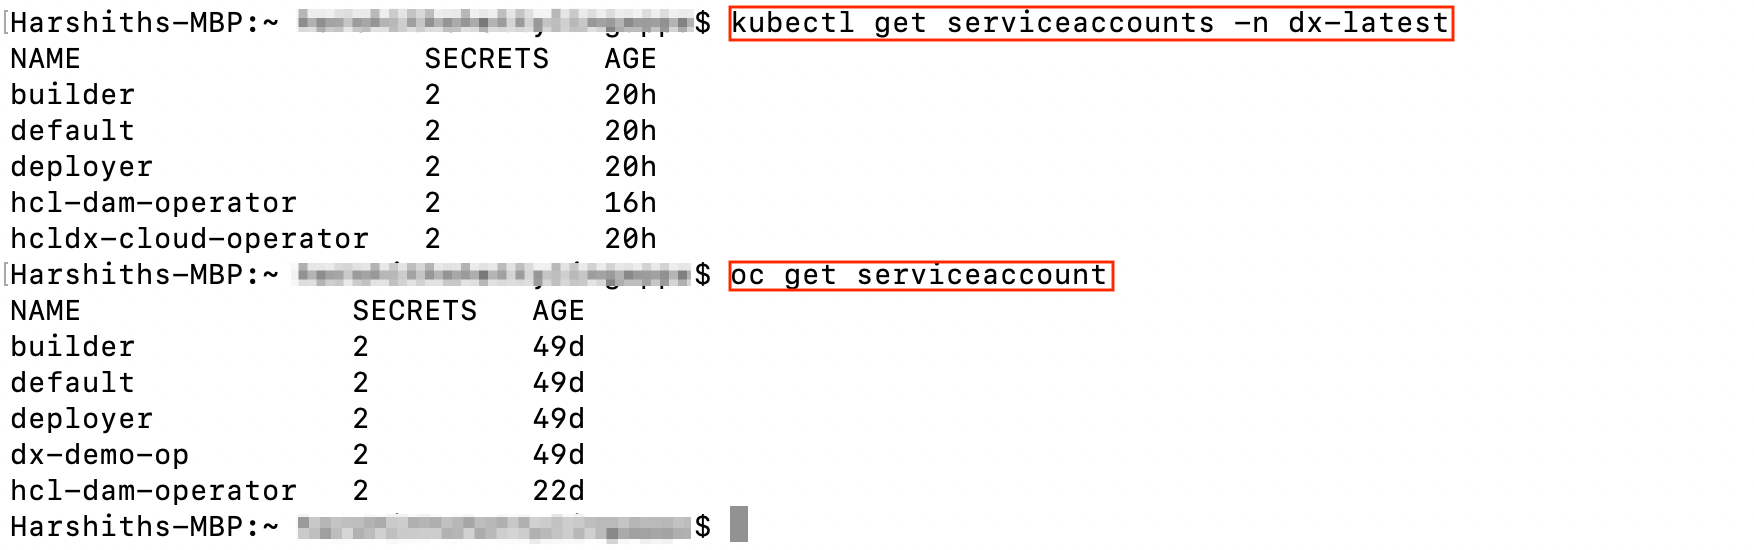 Harshiths-MBP:~ $ kubectl get serviceaccounts -n dx-latest
NAME SECRETS AGE
builder 2 20h
default 2 20h
deployer 2 20h
hcl-dam-operator 2 16h
hcldx-cloud-operator 2 20h
Harshiths-MBP:~ $ oc get serviceaccount
NAME SECRETS AGE
builder 2 49d
default 2 49d
deployer 2 49d
dx-demo-op 2 49d
hcl-dam-operator 2 22d
Harshiths-MBP:~ $